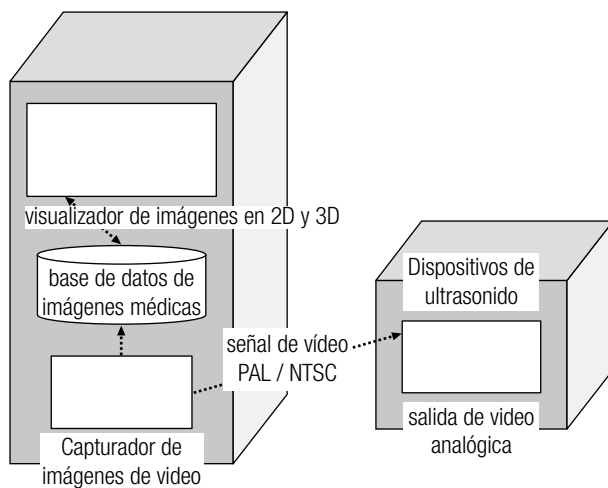 visualizador de imágenes en 2D y 3D
base de datos de
imágenes médicas
Capturador de
imágenes de video
señal de vídeo
PAL / NTSC
Dispositivos de
ultrasonido
salida de video
analógica